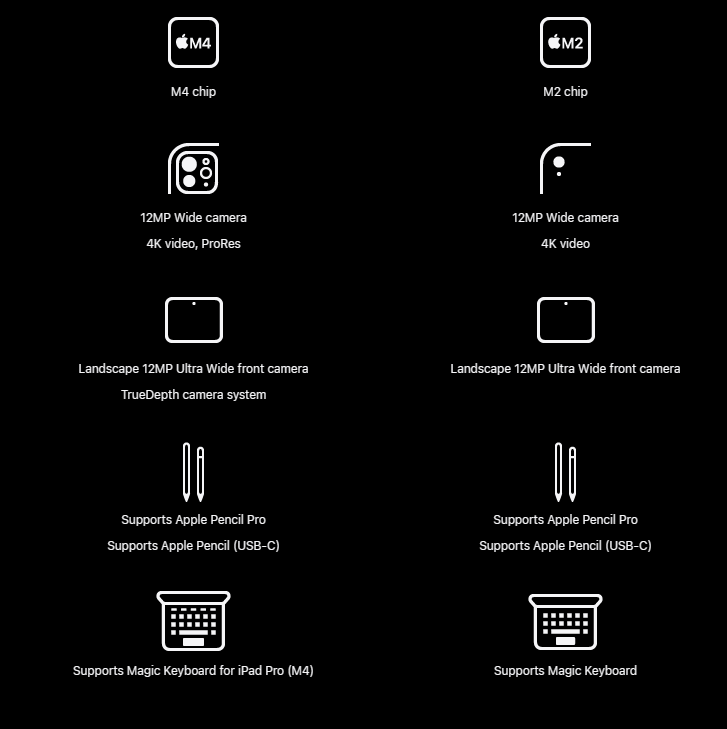 M4
M2
M4 chip
M2 chip
12MP Wide camera
12MP Wide camera
4K video, ProRes
4K video
Landscape 12MP Ultra Wide front camera
Landscape 12MP Ultra Wide front camera
TrueDepth camera system
Supports Apple Pencil Pro
Supports Apple Pencil Pro
Supports Apple Pencil (USB-C)
Supports Apple Pencil (USB-C)
Supports Magic Keyboard for iPad Pro (M4)
Supports Magic Keyboard